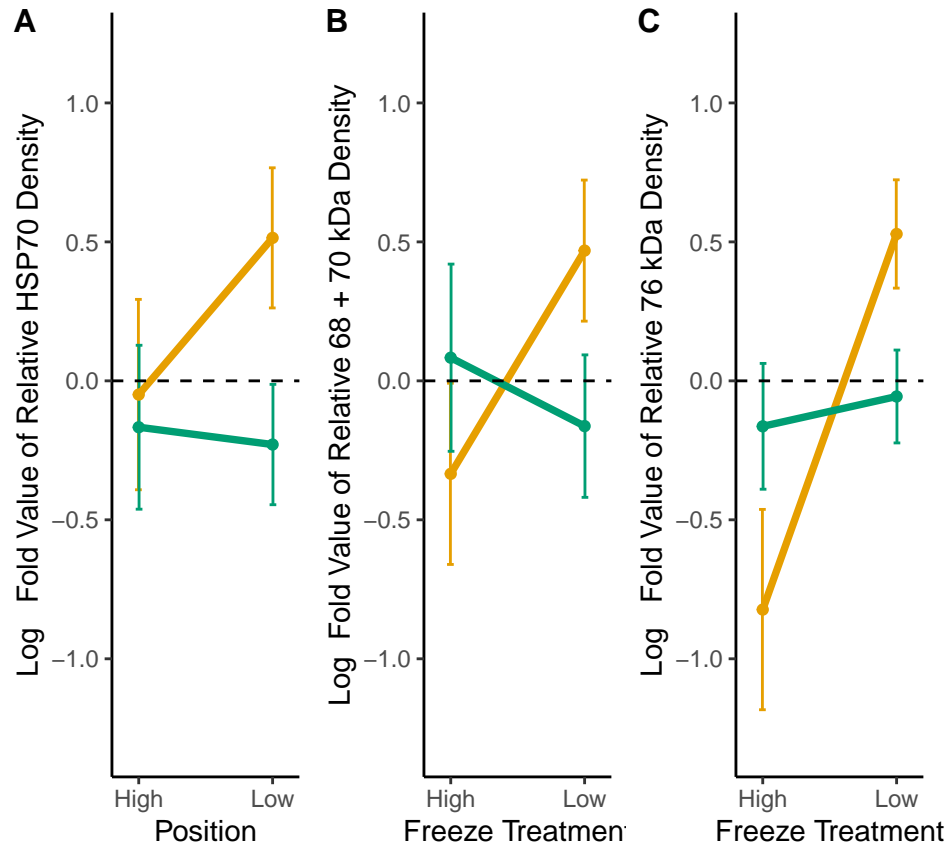 A
B
C
Log Fold Value of Relative HSP70 Density
1.0
0.5
0.0
−0.5
−1.0
High Low
Position
Log Fold Value of Relative 68 + 70 kDa Density
1.0
0.5
0.0
−0.5
−1.0
High Low
Freeze Treatment
Log Fold Value of Relative 76 kDa Density
1.0
0.5
0.0
−0.5
−1.0
High Low
Freeze Treatment